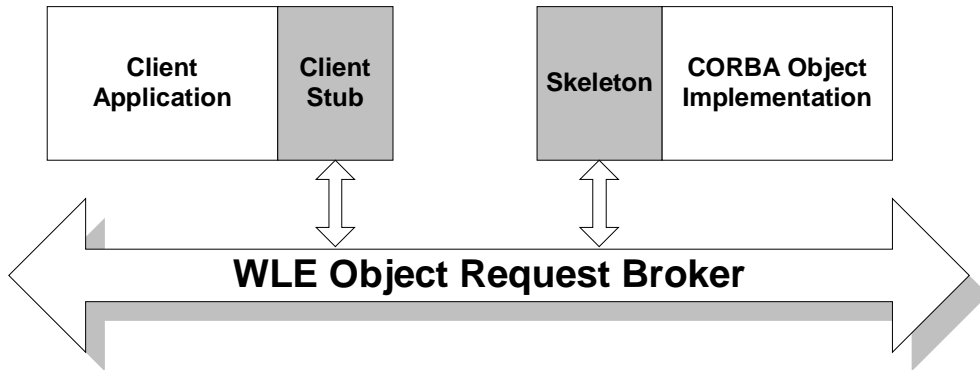 Client
Application
Client
Stub
Skeleton
CORBA Object
Implementation
WLE Object Request Broker